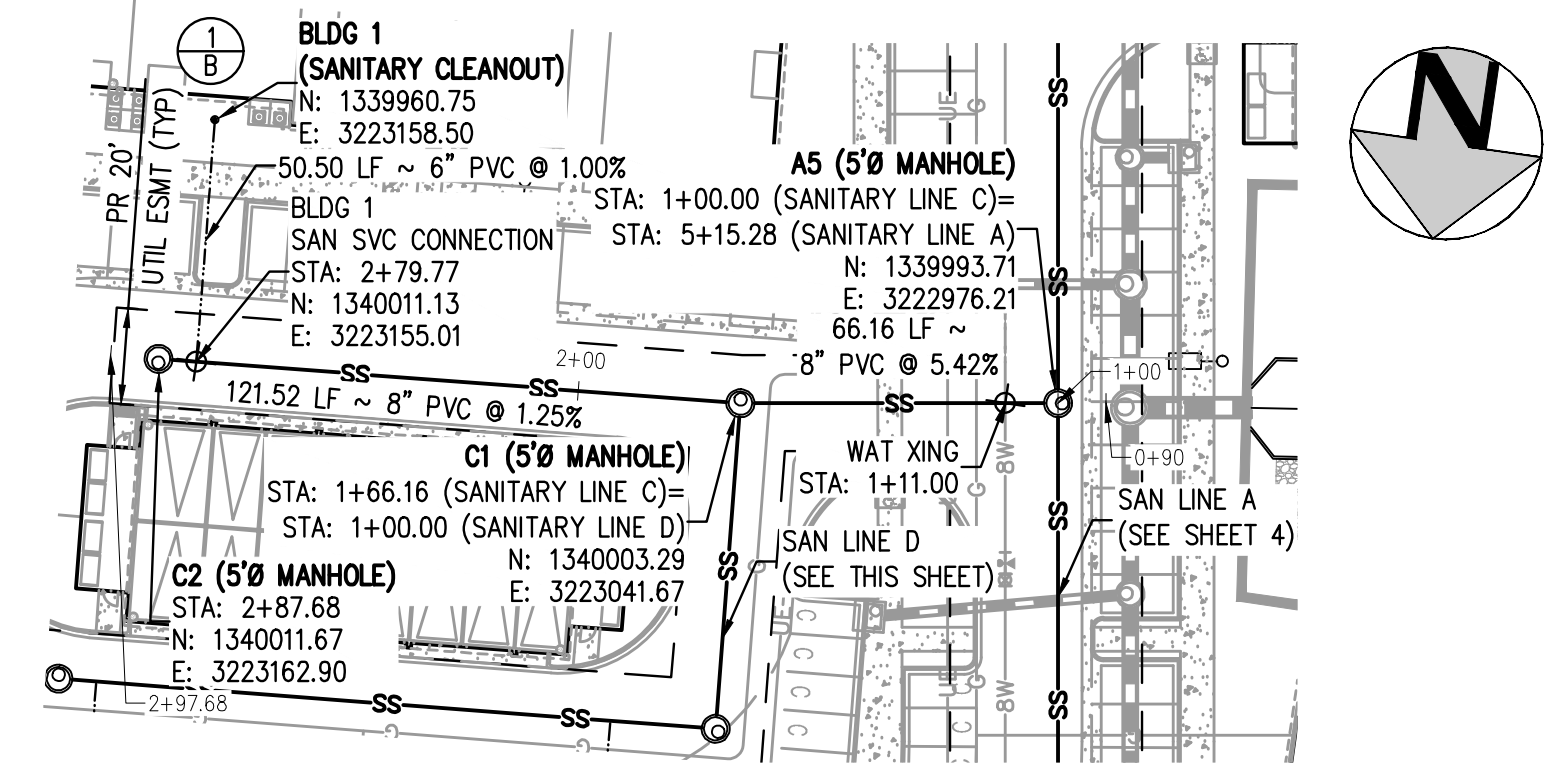 1
B
BLDG 1
(SANITARY CLEANOUT)
N: 1339960.75
E: 3223158.50
50.50 LF ~ 6" PVC @ 1.00%
PR 20'
UTIL ESMT (TYP)
BLDG 1
SAN SVC CONNECTION
STA: 2+79.77
N: 1340011.13
E: 3223155.01
A5 (5'Ø MANHOLE)
STA: 1+00.00 (SANITARY LINE C)=
STA: 5+15.28 (SANITARY LINE A)
N: 1339993.71
E: 3222976.21
66.16 LF ~
8" PVC @ 5.42%
N
UE
G
SS
SS
2+00
SS
SS
SS
1+00
0+90
121.52 LF ~ 8" PVC @ 1.25%
C1 (5'Ø MANHOLE)
STA: 1+66.16 (SANITARY LINE C)=
STA: 1+00.00 (SANITARY LINE D)
N: 1340003.29
E: 3223041.67
WAT XING
STA: 1+11.00
8W
G
SS
SAN LINE A
(SEE SHEET 4)
SAN LINE D
(SEE THIS SHEET)
SS
G
C2 (5'Ø MANHOLE)
STA: 2+87.68
N: 1340011.67
E: 3223162.90
2+97.68
SS
SS
G
G
C
C
C
C
UE
C
C
G
8W
SS